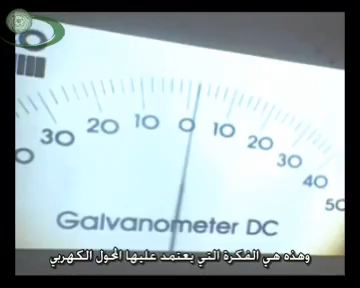 30 20 10 0 10 20 30 40 50
Galvanometer DC
وهذه هي الفكرة التي يعتمد عليها المحول الكهربي